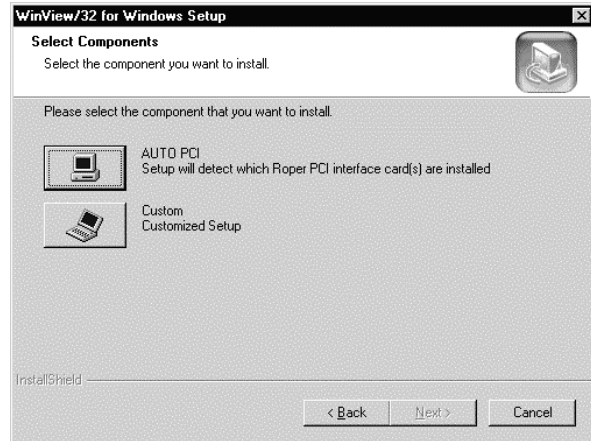 WinView/32 for Windows Setup
Select Components
Select the component you want to install.
Please select the component that you want to install.
AUTO PCI
Setup will detect which Roper PCI interface card(s) are installed
Custom
Customized Setup
InstallShield
< Back Next > Cancel